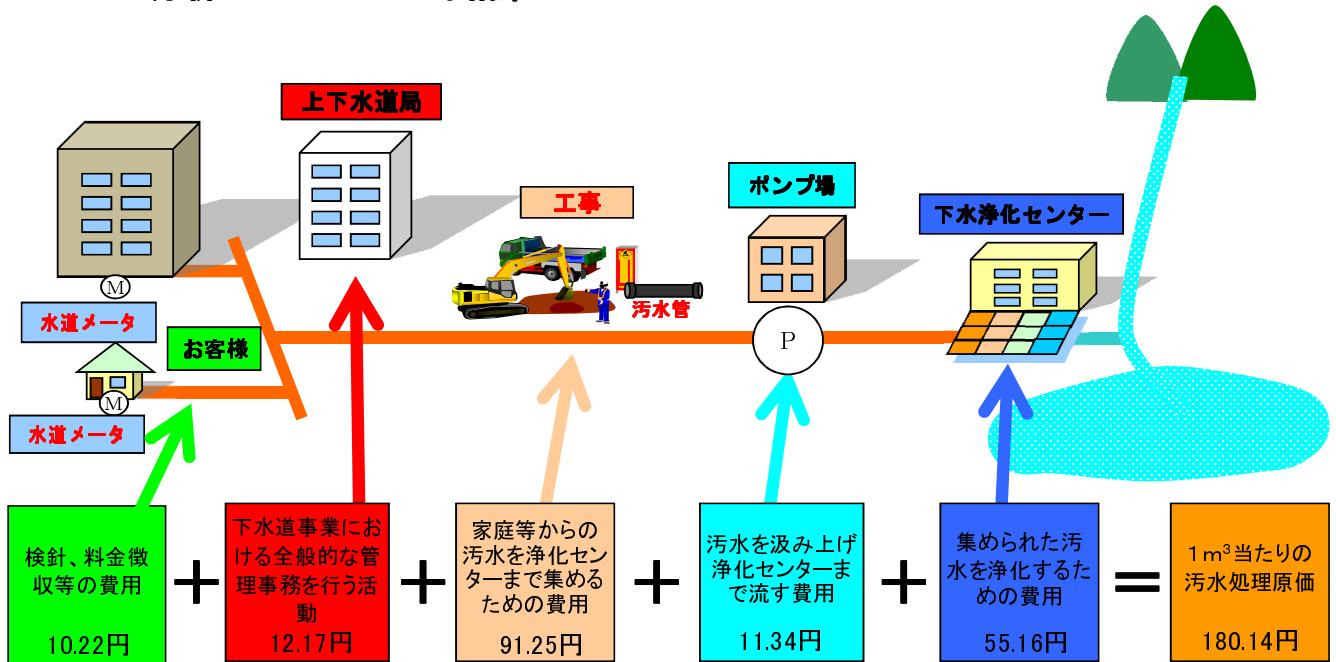 上下水道局
工事
ポンプ場
下水浄化センター
M
水道メータ
お客様
汚水管
P
M
水道メータ
検針、料金徴
収等の費用
10.22円
＋
下水道事業にお
ける全般的な管
理事務を行う活
動
12.17円
＋
家庭等からの
汚水を浄化セン
ターまで集める
ための費用
91.25円
＋
汚水を汲み上げ
浄化センターま
で流す費用
11.34円
＋
集められた汚
水を浄化するた
めの費用
55.16円
＝
1m³当たりの
汚水処理原価
180.14円